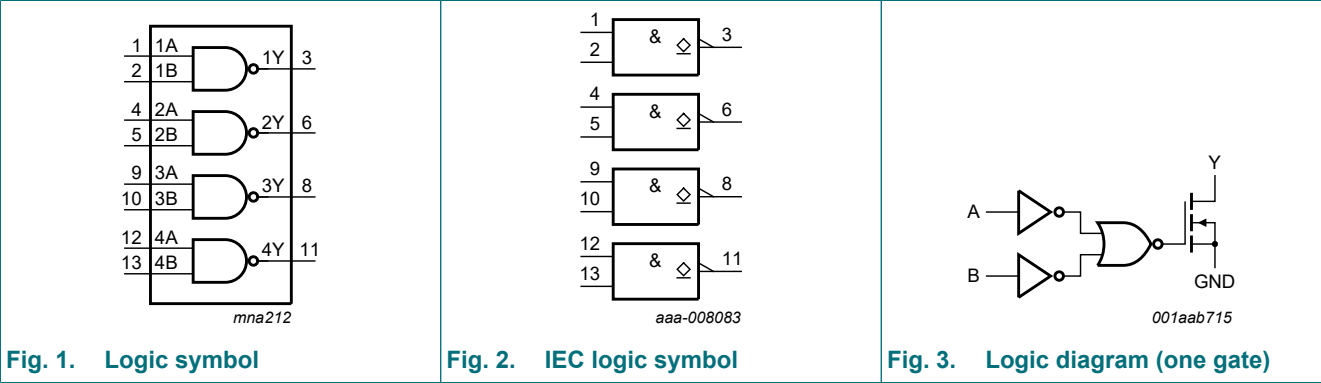 1 1A 1Y 3
2 1B
4 2A 2Y 6
5 2B
9 3A 3Y 8
10 3B
12 4A 4Y 11
13 4B
mna212
Fig. 1. Logic symbol
1 & 3
2
4 & 6
5
9 & 8
10
12 & 11
13
aaa-008083
Fig. 2. IEC logic symbol
Y
A
B
GND
001aab715
Fig. 3. Logic diagram (one gate)